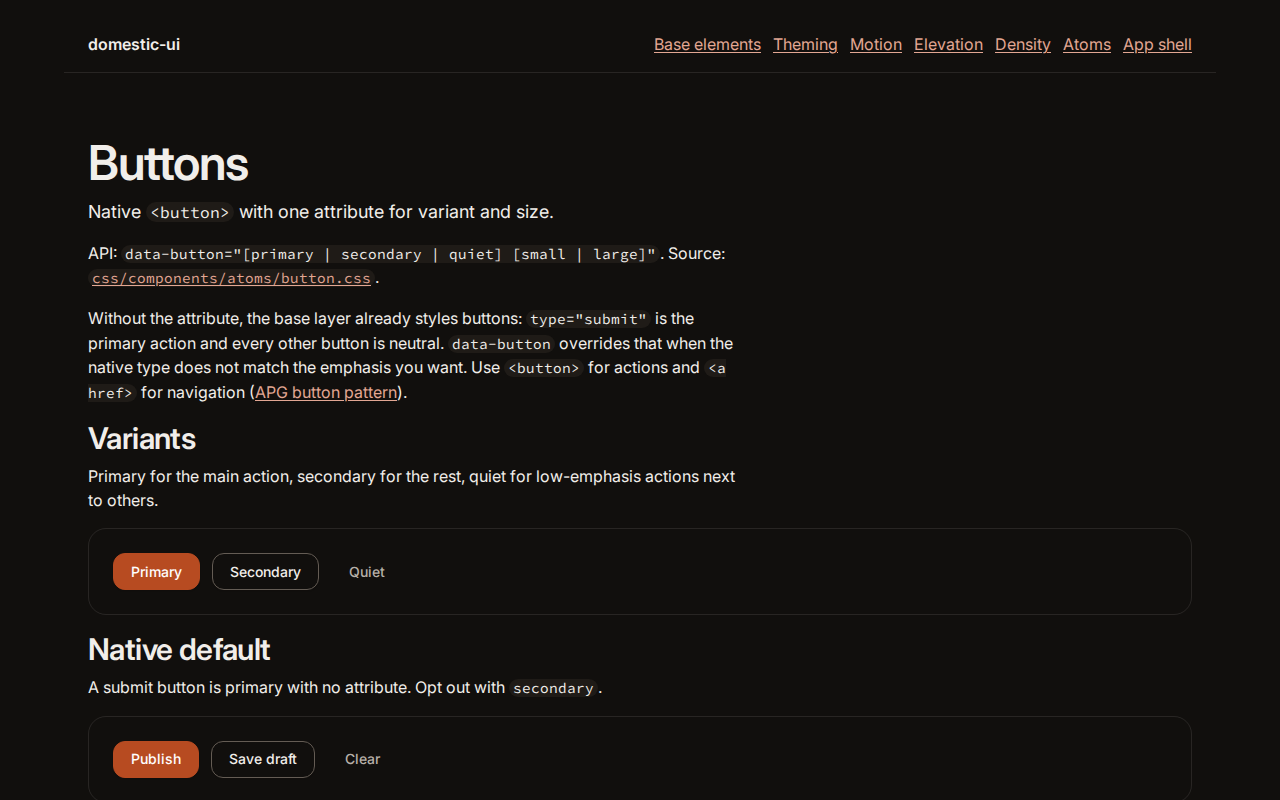 domestic-ui
Base elements Theming Motion Elevation Density Atoms App shell
Buttons
Native <button> with one attribute for variant and size.
API: data-button="[primary | secondary | quiet] [small | large]". Source:
css/components/atoms/button.css.
Without the attribute, the base layer already styles buttons: type="submit" is the
primary action and every other button is neutral. data-button overrides that when the
native type does not match the emphasis you want. Use <button> for actions and <a
href> for navigation (APG button pattern).
Variants
Primary for the main action, secondary for the rest, quiet for low-emphasis actions next
to others.
Primary Secondary Quiet
Native default
A submit button is primary with no attribute. Opt out with secondary.
Publish Save draft Clear